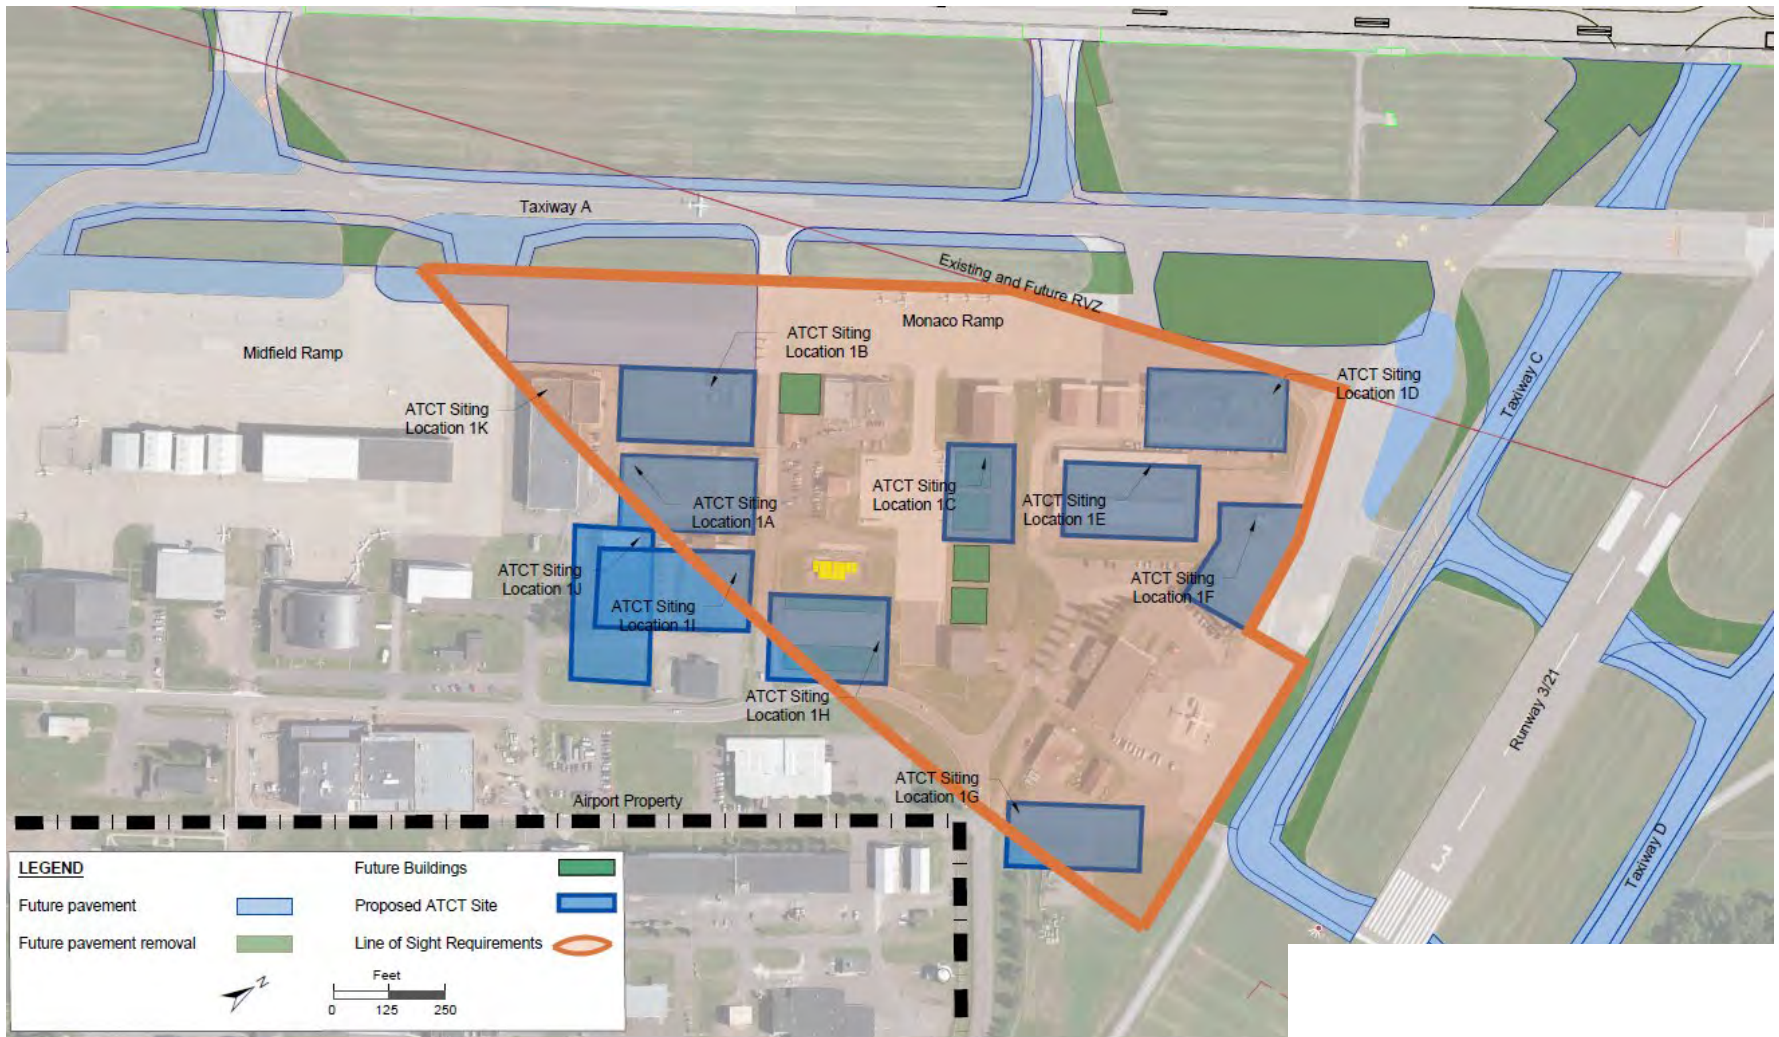 Taxiway A
Existing and Future RVZ
Monaco Ramp
Midfield Ramp
ATCT Siting
Location 1B
ATCT Siting
Location 1D
ATCT Siting
Location 1K
Taxiway C
ATCT Siting
Location 1A
ATCT Siting
Location 1C
ATCT Siting
Location 1E
ATCT Siting
Location 1J
ATCT Siting
Location 1F
ATCT Siting
Location 1I
ATCT Siting
Location 1H
Runway 3/21
ATCT Siting
Location 1G
Airport Property
3
Taxiway D
LEGEND
Future Buildings
Future pavement
Proposed ATCT Site
Future pavement removal
Line of Sight Requirements
N
Feet
0 125 250